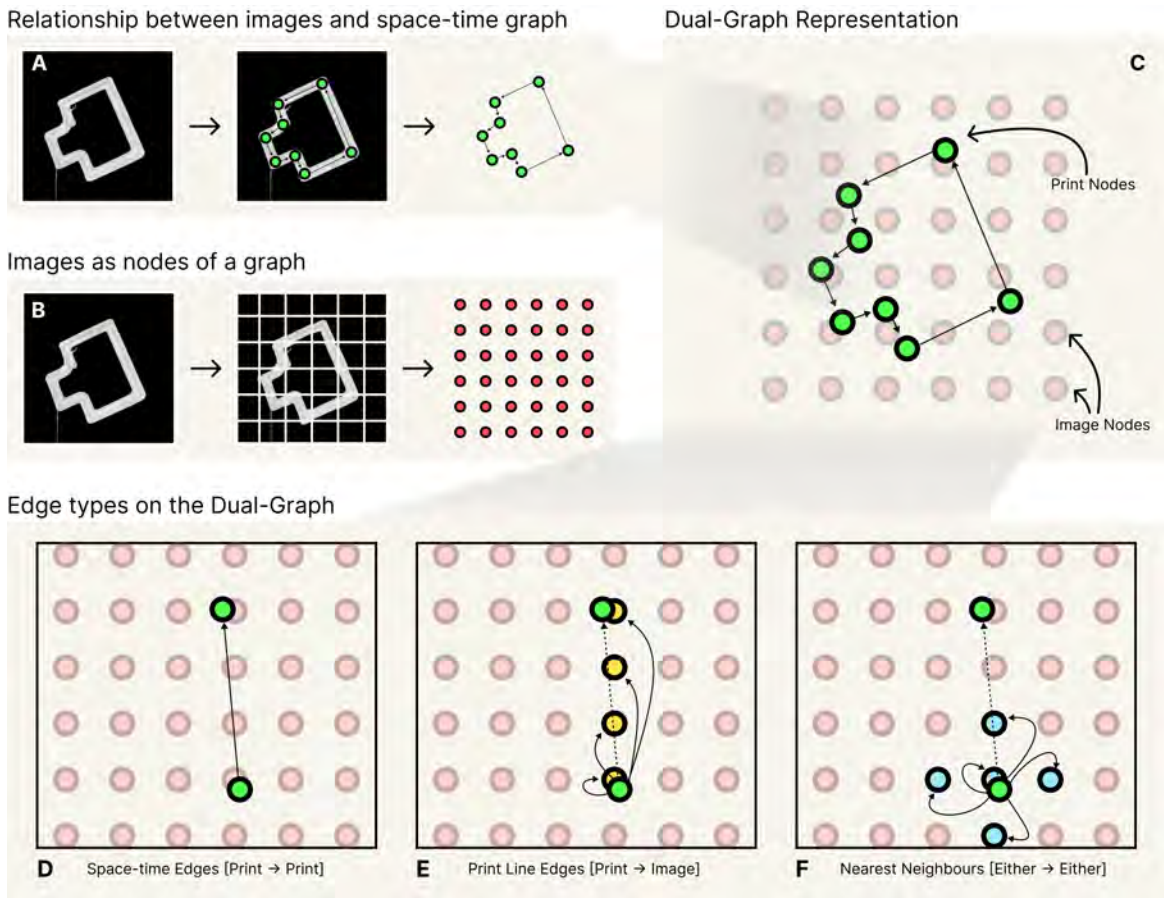 Relationship between images and space-time graph
A
Dual-Graph Representation
C
Print Nodes
Image Nodes
Images as nodes of a graph
B
Edge types on the Dual-Graph
D Space-time Edges [Print → Print]
E Print Line Edges [Print → Image]
F Nearest Neighbours [Either → Either]